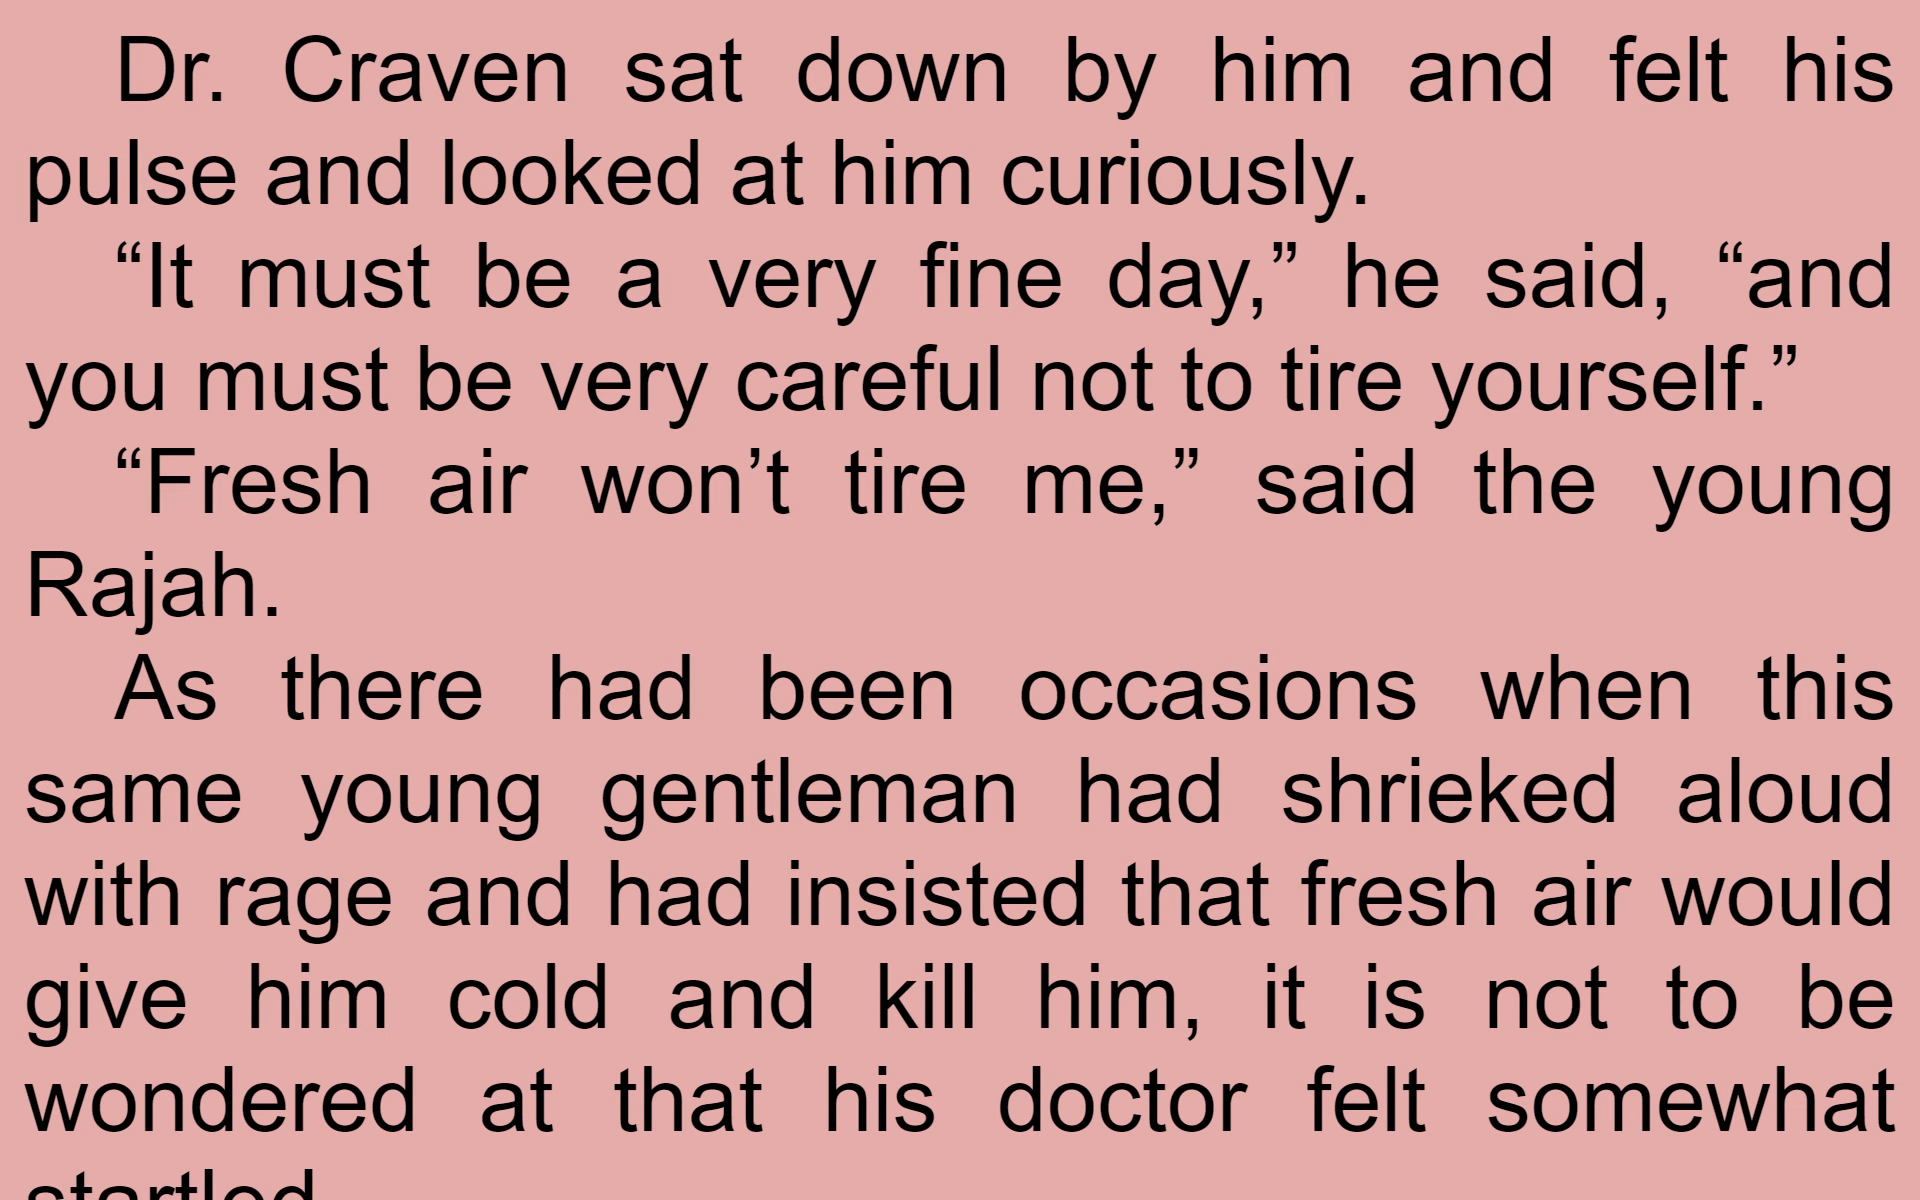 Dr. Craven sat down by him and felt his
pulse and looked at him curiously.
“It must be a very fine day,” he said, “and
you must be very careful not to tire yourself.”
“Fresh air won’t tire me,” said the young
Rajah.
As there had been occasions when this
same young gentleman had shrieked aloud
with rage and had insisted that fresh air would
give him cold and kill him, it is not to be
wondered at that his doctor felt somewhat
startled